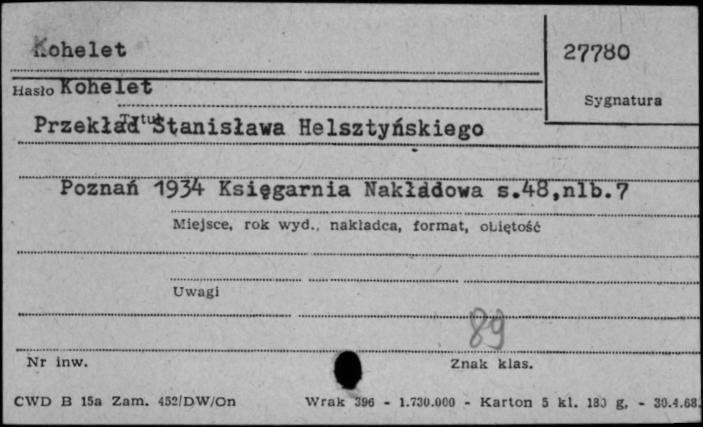 Kohelet
27780
Hasło Kohelet
Sygnatura
Tytuł
Przekład Stanisława Helsztyńskiego
Poznań 1934 Księgarnia Nakładowa s.48,nlb.7
Miejsce, rok wyd., nakładca, format, objętość
Uwagi
89
Nr inw.
Znak klas.
CWD B 15a Zam. 452/DW/On Wrak 396 - 1.730.000 - Karton 5 kl. 180 g. - 30.4.68.